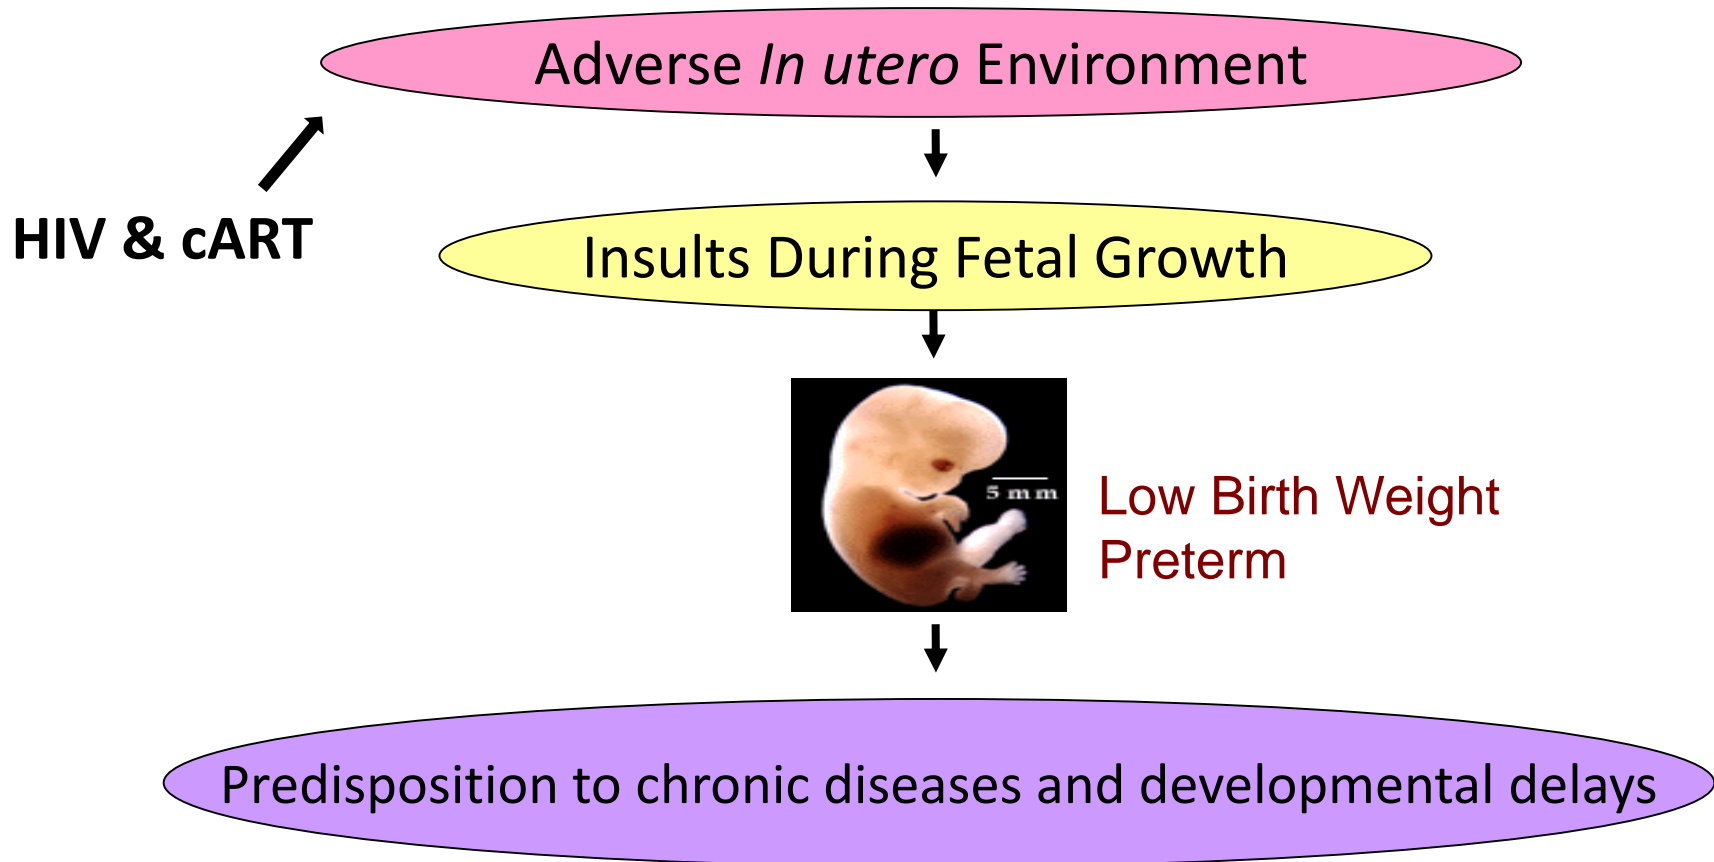 Adverse In utero Environment
HIV & cART
Insults During Fetal Growth
5 mm
Low Birth Weight
Preterm
Predisposition to chronic diseases and developmental delays